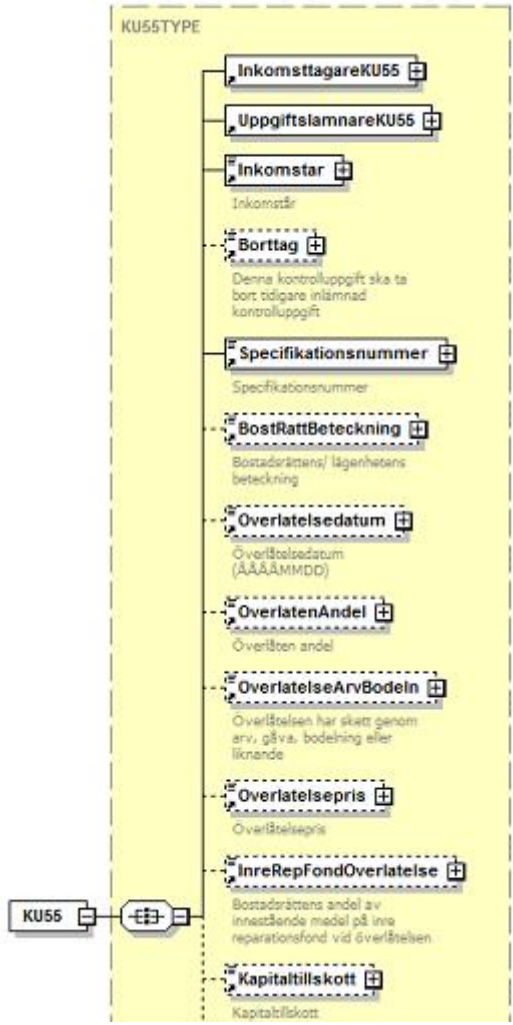 KU55TYPE
InkomsttagareKU55
UppgiftslamnareKU55
Inkomstar
Inkomstår
Borttag
Denna kontrolluppgift ska ta
bort tidigare inlämnad
kontrolluppgift
Specifikationsnummer
Specifikationsnummer
BostRattBeteckning
Bostadsrättens/ lägenhetens
beteckning
Overlatelsedatum
Överlåtelsedatum
(ÅÅÅÅMMDD)
OverlatenAndel
Överlåten andel
OverlatelseArvBodeln
Överlåtelsen har skett genom
arv, gåva, bodelning eller
liknande
Overlatelsepris
Överlåtelsepris
InreRepFondOverlatelse
Bostadsrättens andel av
innestående medel på inre
reparationsfond vid överlåtelsen
KU55
Kapitaltillskott
Kapitaltillskott